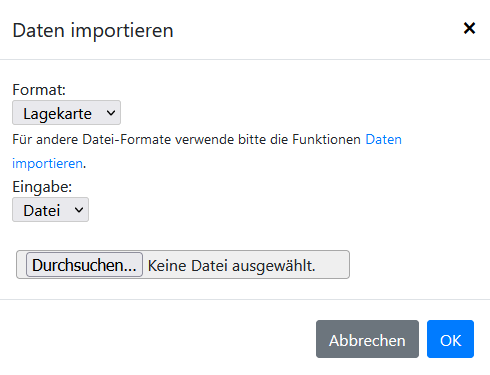 Daten importieren ×
Format:
Lagekarte
Für andere Datei-Formate verwende bitte die Funktionen Daten
importieren.
Eingabe:
Datei
Durchsuchen... Keine Datei ausgewählt.
Abbrechen OK